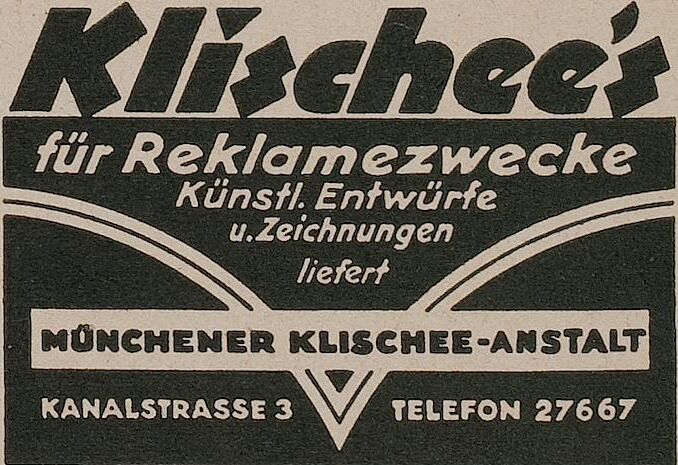 Klischee's
für Reklamezwecke
Künstl. Entwürfe
u. Zeichnungen
liefert
MÜNCHENER KLISCHEE-ANSTALT
KANALSTRASSE 3 TELEFON 27667